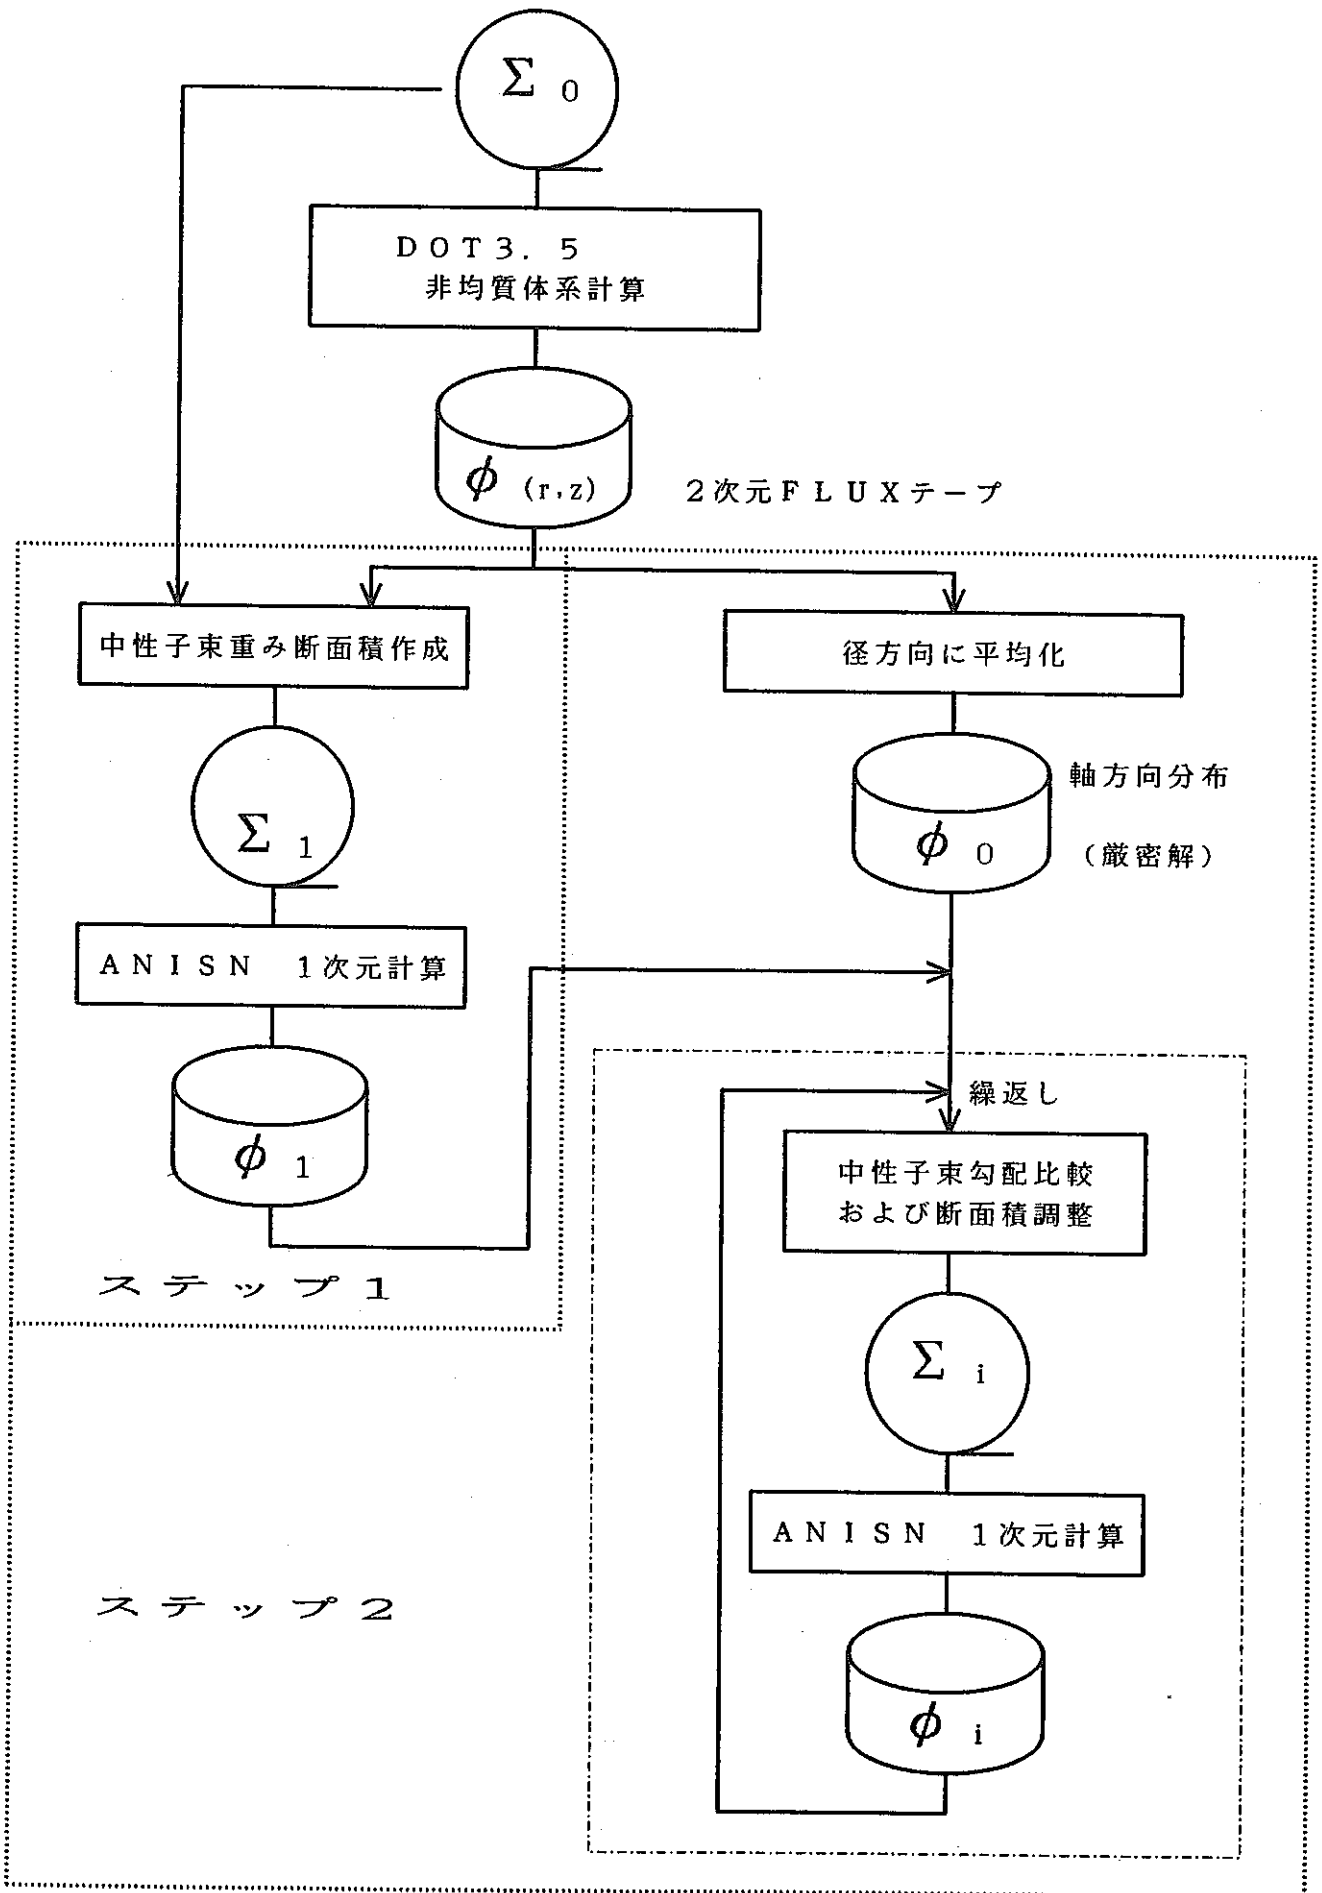 Σ 0
DOT3.5
非均質体系計算
φ (r,z)
2次元FLUXテープ
中性子束重み断面積作成
Σ 1
ANISN 1次元計算
φ 1
ステップ1
径方向に平均化
φ 0
軸方向分布
(厳密解)
繰返し
中性子束勾配比較
および断面積調整
Σ i
ANISN 1次元計算
φ i
ステップ2